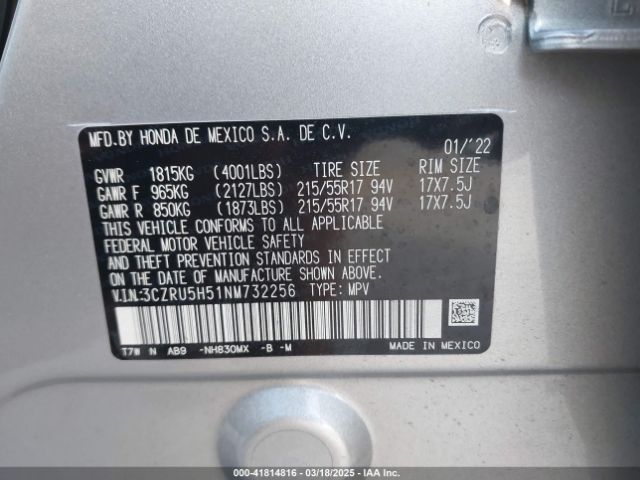 MFD.BY HONDA DE MEXICO S.A. DE C.V.
01/'22
GVWR 1815KG (4001LBS) TIRE SIZE RIM SIZE
GAWR F 965KG (2127LBS) 215/55R17 94V 17X7.5J
GAWR R 850KG (1873LBS) 215/55R17 94V 17X7.5J
THIS VEHICLE CONFORMS TO ALL APPLICABLE
FEDERAL MOTOR VEHICLE SAFETY
AND THEFT PREVENTION STANDARDS IN EFFECT
ON THE DATE OF MANUFACTURE SHOWN ABOVE.
V.I.N:3CZRU5H51NM732256 TYPE: MPV
T7W N AB9 -NH830MX -B -M MADE IN MEXICO
000-41814816 - 03/18/2025 - IAA Inc.